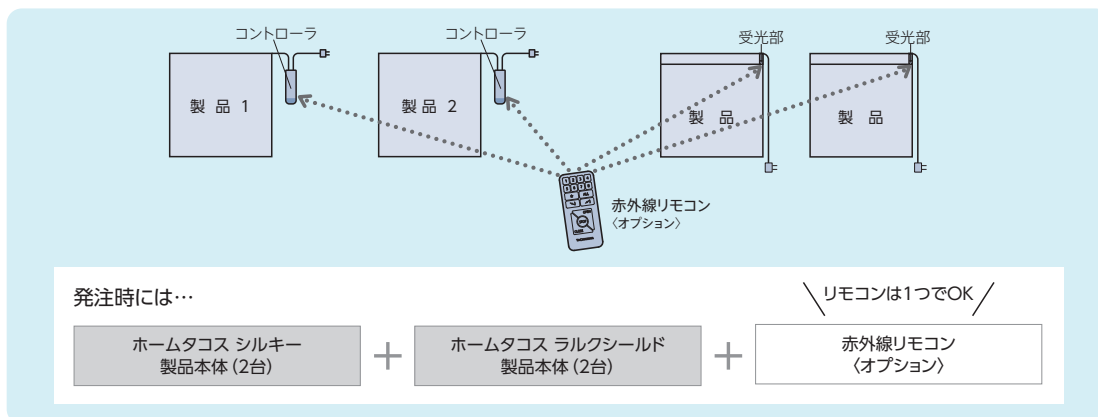 コントローラ
コントローラ
受光部
受光部
製品 1
製品 2
製 品
製 品
赤外線リモコン
〈オプション〉
発注時には…
リモコンは1つでOK
ホームタコス シルキー
製品本体（2台）
+
ホームタコス ラルクシールド
製品本体（2台）
+
赤外線リモコン
〈オプション〉